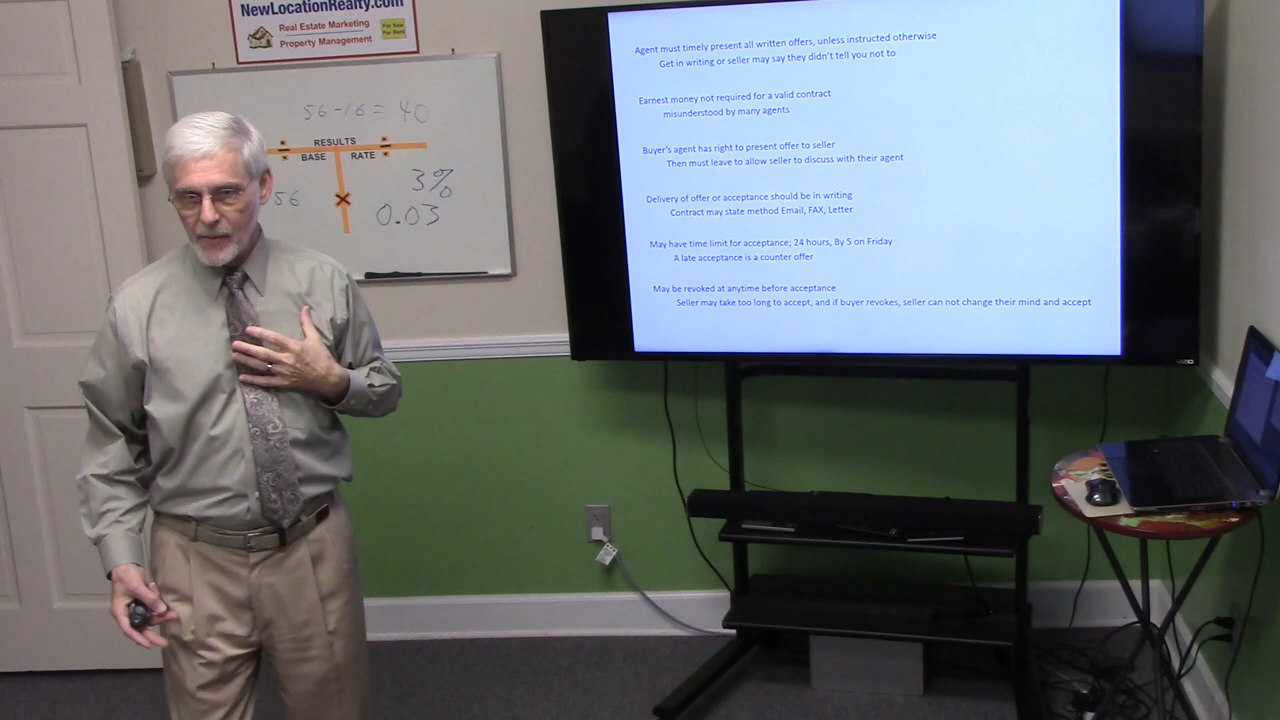 NewLocationRealty.com
Real Estate Marketing
Property Management
For Sale
For Rent
56-16=40
RESULTS
BASE
RATE
56
3%
0.03
Agent must timely present all written offers, unless instructed otherwise
Get in writing or seller may say they didn't tell you not to
Earnest money not required for a valid contract
misunderstood by many agents
Buyer's agent has right to present offer to seller
Then must leave to allow seller to discuss with their agent
Delivery of offer or acceptance should be in writing
Contract may state method Email, FAX, Letter
May have time limit for acceptance; 24 hours, By 5 on Friday
A late acceptance is a counter offer
May be revoked at anytime before acceptance
Seller may take too long to accept, and if buyer revokes, seller can not change their mind and accept
VIZIO